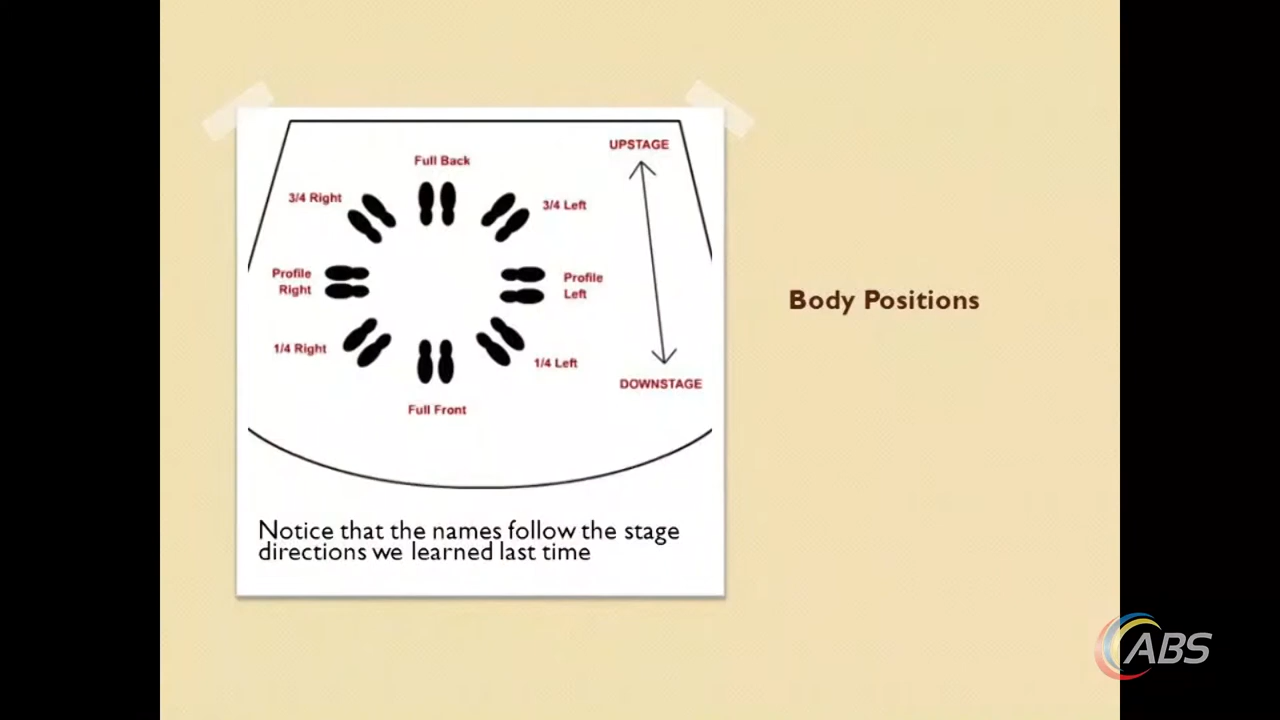 UPSTAGE
Full Back
3/4 Right
3/4 Left
Profile
Right
Profile
Left
1/4 Right
1/4 Left
DOWNSTAGE
Full Front
Body Positions
Notice that the names follow the stage
directions we learned last time
ABS